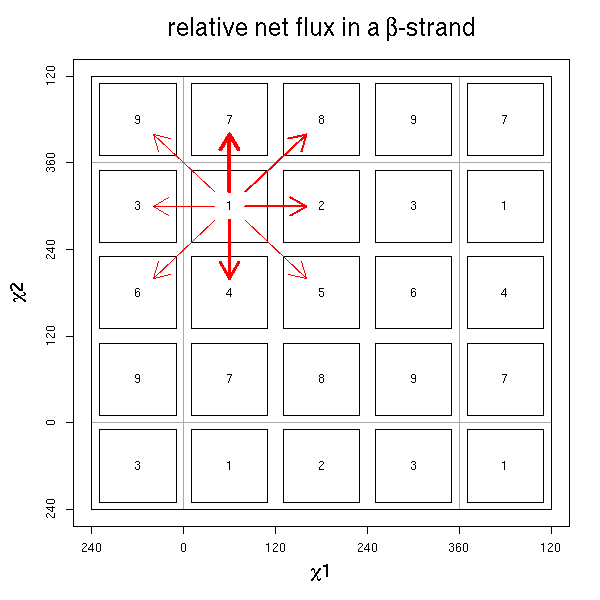 relative net flux in a β-strand
120
9 7 8 9 7
360
3 1 2 3 1
240
6 4 5 6 4
120
9 7 8 9 7
0
3 1 2 3 1
240
χ2
240 0 120 240 360 120
χ1